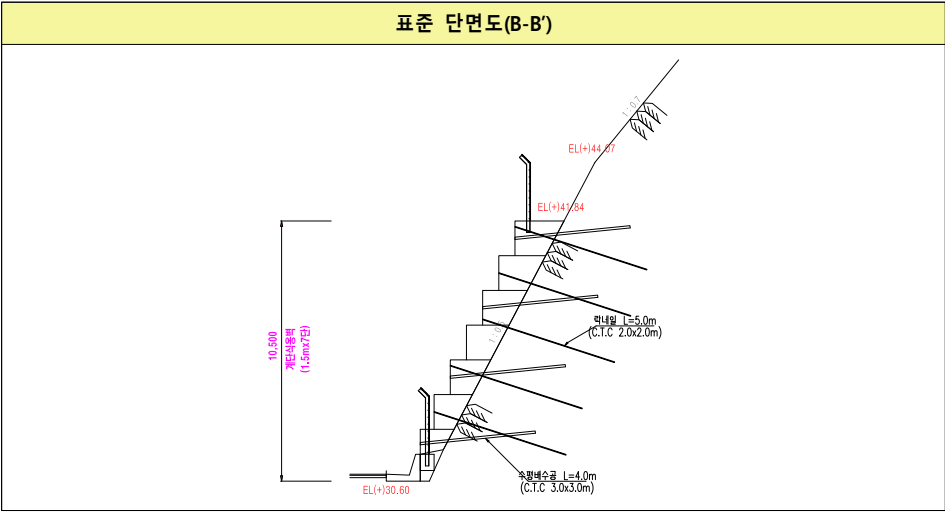 표준 단면도(B-B')
1:0.7
EL(+)44.07
EL(+)41.84
10,500
계단식옹벽
(1.5mx7단)
1:0.5
락네일 L=5.0m
(C.T.C 2.0x2.0m)
수평배수공 L=4.0m
(C.T.C 3.0x3.0m)
EL(+)30.60